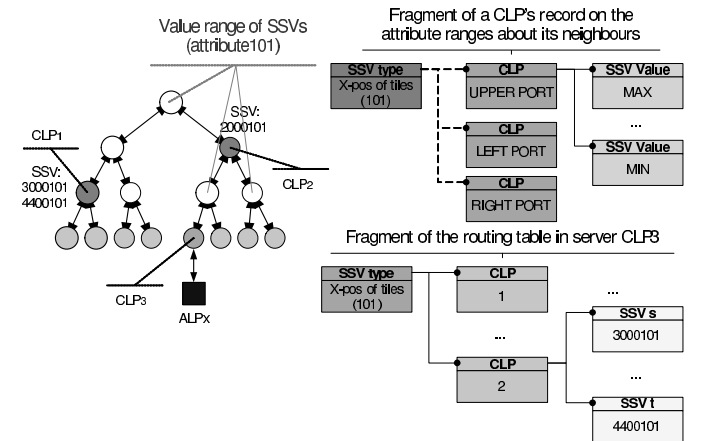 Value range of SSVs
(attribute101)
SSV:
2000101
CLP1
SSV:
3000101
4400101
CLP2
CLP3
ALPx
Fragment of a CLP's record on the
attribute ranges about its neighbours
SSV type
X-pos of tiles
(101)
CLP
UPPER PORT
CLP
LEFT PORT
CLP
RIGHT PORT
SSV Value
MAX
...
SSV Value
MIN
Fragment of the routing table in server CLP3
SSV type
X-pos of tiles
(101)
CLP
1
...
CLP
2
...
SSV s
3000101
...
SSV t
4400101